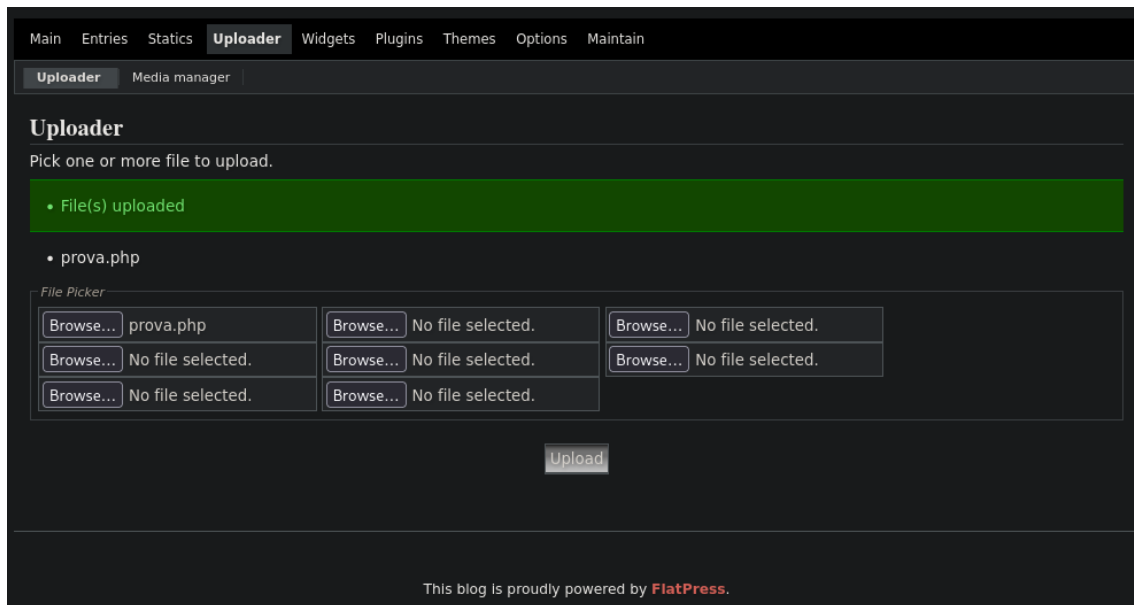 Main Entries Statics Uploader Widgets Plugins Themes Options Maintain
Uploader Media manager
Uploader
Pick one or more file to upload.
• File(s) uploaded
• prova.php
File Picker
Browse... prova.php Browse... No file selected. Browse... No file selected.
Browse... No file selected. Browse... No file selected. Browse... No file selected.
Browse... No file selected. Browse... No file selected.
Upload
This blog is proudly powered by FlatPress.